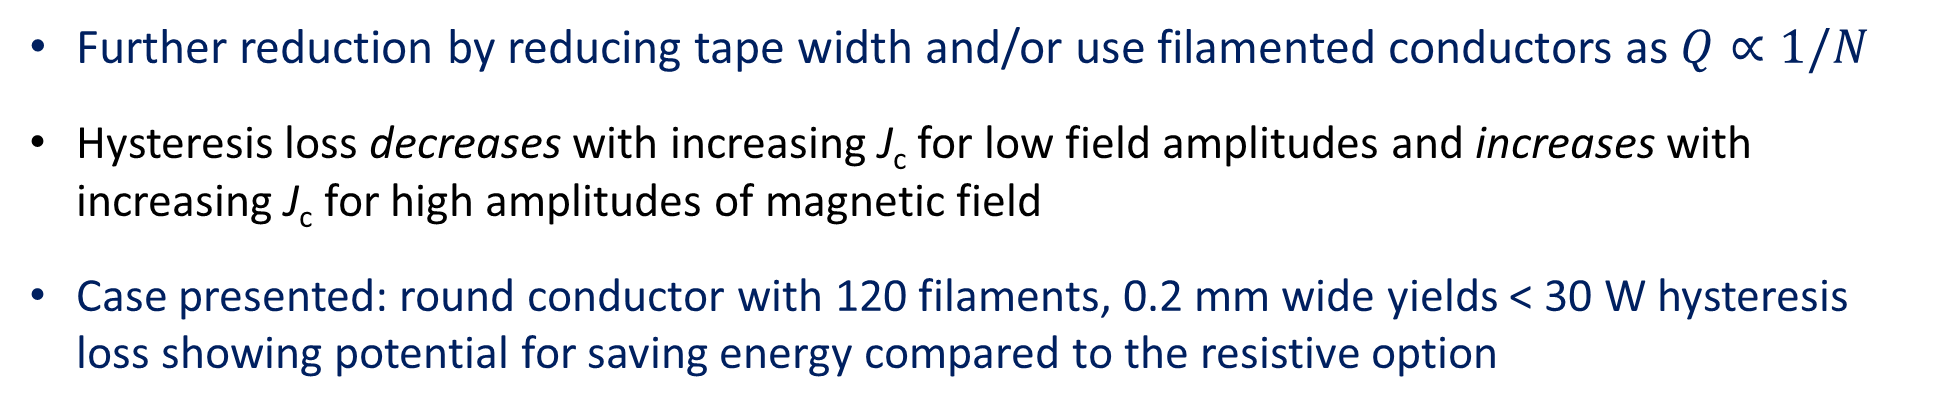 • Further reduction by reducing tape width and/or use filamented conductors as Q ∝ 1/N
• Hysteresis loss decreases with increasing Jc for low field amplitudes and increases with
increasing Jc for high amplitudes of magnetic field
• Case presented: round conductor with 120 filaments, 0.2 mm wide yields < 30 W hysteresis
loss showing potential for saving energy compared to the resistive option